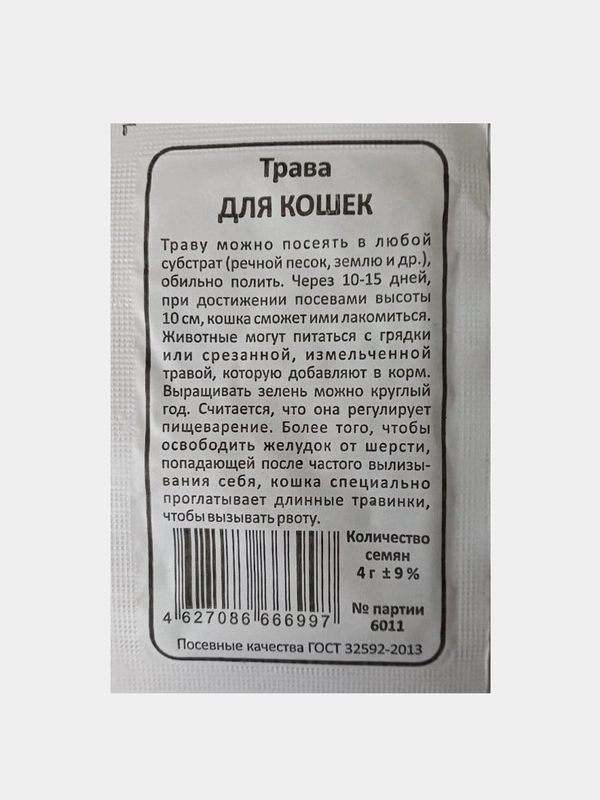 Трава
ДЛЯ КОШЕК
Траву можно посеять в любой
субстрат (речной песок, землю и др.),
обильно полить. Через 10-15 дней,
при достижении посевами высоты
10 см, кошка сможет ими лакомиться.
Животные могут питаться с грядки
или срезанной, измельченной
травой, которую добавляют в корм.
Выращивать зелень можно круглый
год. Считается, что она регулирует
пищеварение. Более того, чтобы
освободить желудок от шерсти,
попадающей после частого вылизы-
вания себя, кошка специально
проглатывает длинные травинки,
чтобы вызывать рвоту.
Количество
семян
4 г ± 9 %
№ партии
6011
4 627086 666997
Посевные качества ГОСТ 32592-2013